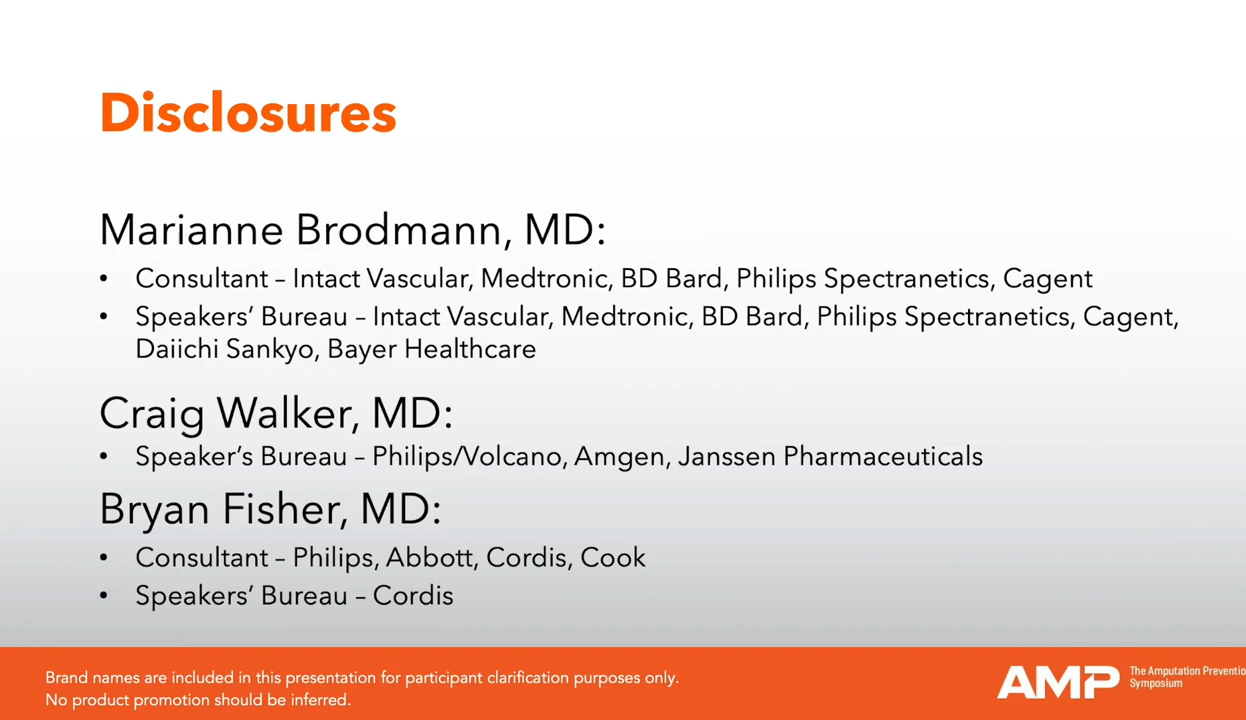 Disclosures
Marianne Brodmann, MD:
• Consultant – Intact Vascular, Medtronic, BD Bard, Philips Spectranetics, Cagent
• Speakers’ Bureau – Intact Vascular, Medtronic, BD Bard, Philips Spectranetics, Cagent,
Daiichi Sankyo, Bayer Healthcare
Craig Walker, MD:
• Speaker’s Bureau – Philips/Volcano, Amgen, Janssen Pharmaceuticals
Bryan Fisher, MD:
• Consultant – Philips, Abbott, Cordis, Cook
• Speakers’ Bureau – Cordis
Brand names are included in this presentation for participant clarification purposes only.
No product promotion should be inferred.
AMP
The Amputation Preventio
Symposium